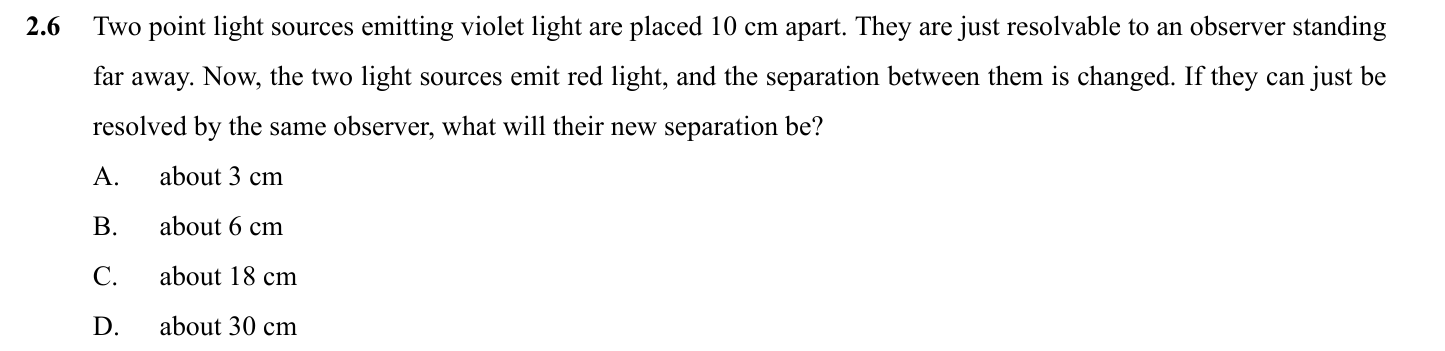 2.6 Two point light sources emitting violet light are placed 10 cm apart. They are just resolvable to an observer standing
far away. Now, the two light sources emit red light, and the separation between them is changed. If they can just be
resolved by the same observer, what will their new separation be?
A. about 3 cm
B. about 6 cm
C. about 18 cm
D. about 30 cm